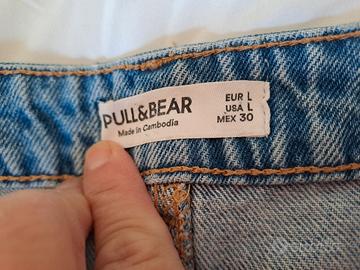 PULL&BEAR
Made in Cambodia
EUR L
USA L
MEX 30